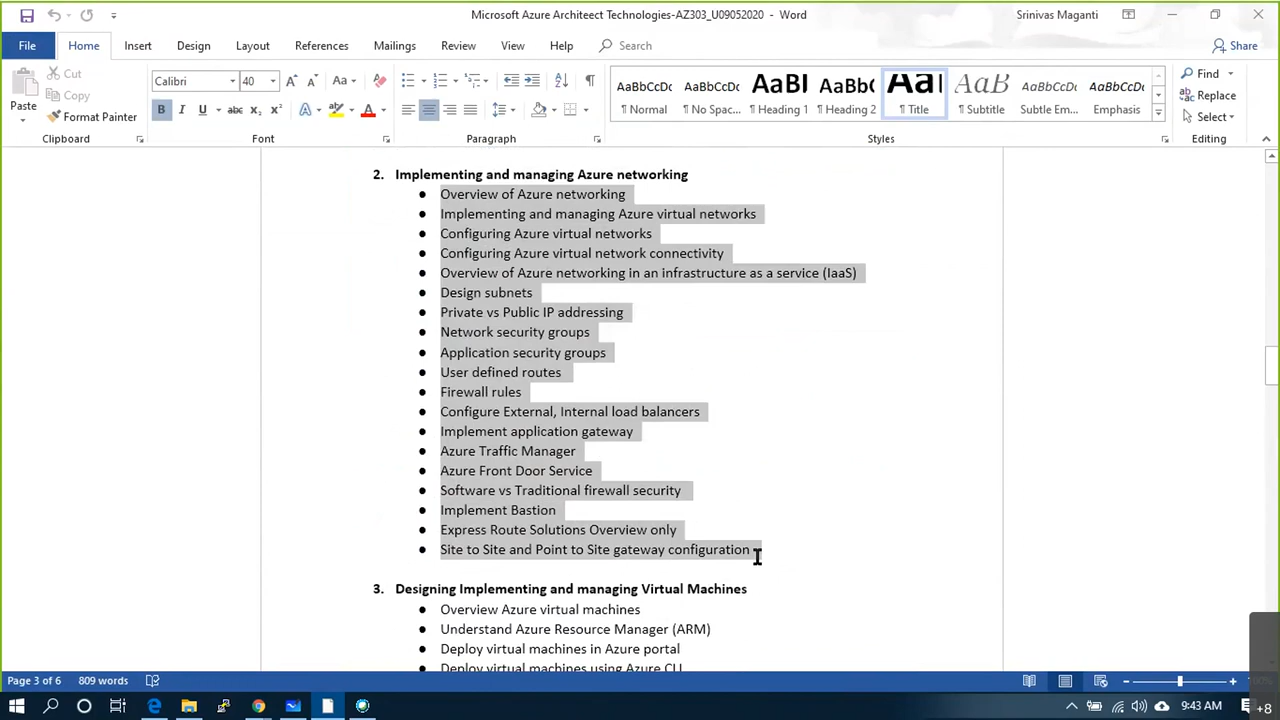 Microsoft Azure Architeect Technologies-AZ303_U09052020 - Word
Srinivas Maganti
File Home Insert Design Layout References Mailings Review View Help Search Share
Paste
Cut
Copy
Format Painter
Clipboard
Calibri 40
Font
Paragraph
AaBbCcDc AaBbCcDc AaBI AaBbC AaI AaB AaBbCcDc AaBbCcDc
¶ Normal ¶ No Spac... ¶ Heading 1 ¶ Heading 2 ¶ Title ¶ Subtitle Subtle Em... Emphasis
Styles
Find
Replace
Select
Editing
2. Implementing and managing Azure networking
● Overview of Azure networking
● Implementing and managing Azure virtual networks
● Configuring Azure virtual networks
● Configuring Azure virtual network connectivity
● Overview of Azure networking in an infrastructure as a service (IaaS)
● Design subnets
● Private vs Public IP addressing
● Network security groups
● Application security groups
● User defined routes
● Firewall rules
● Configure External, Internal load balancers
● Implement application gateway
● Azure Traffic Manager
● Azure Front Door Service
● Software vs Traditional firewall security
● Implement Bastion
● Express Route Solutions Overview only
● Site to Site and Point to Site gateway configuration
3. Designing Implementing and managing Virtual Machines
● Overview Azure virtual machines
● Understand Azure Resource Manager (ARM)
● Deploy virtual machines in Azure portal
● Deploy virtual machines using Azure CLI
Page 3 of 6 809 words
9:43 AM
+8